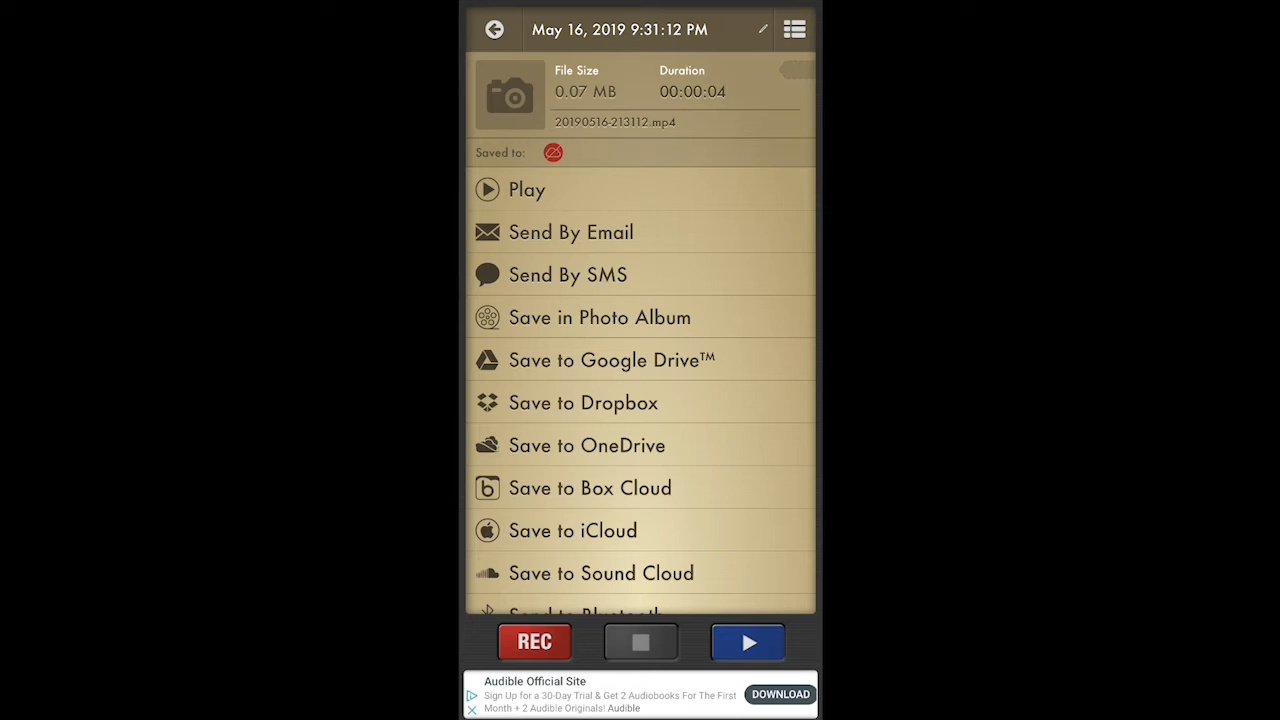 May 16, 2019 9:31:12 PM
File Size Duration
0.07 MB 00:00:04
20190516-213112.mp4
Saved to:
Play
Send By Email
Send By SMS
Save in Photo Album
Save to Google Drive™
Save to Dropbox
Save to OneDrive
Save to Box Cloud
Save to iCloud
Save to Sound Cloud
Send to Bluetooth
REC
Audible Official Site
Sign Up for a 30-Day Trial & Get 2 Audiobooks For The First
Month + 2 Audible Originals! Audible
DOWNLOAD